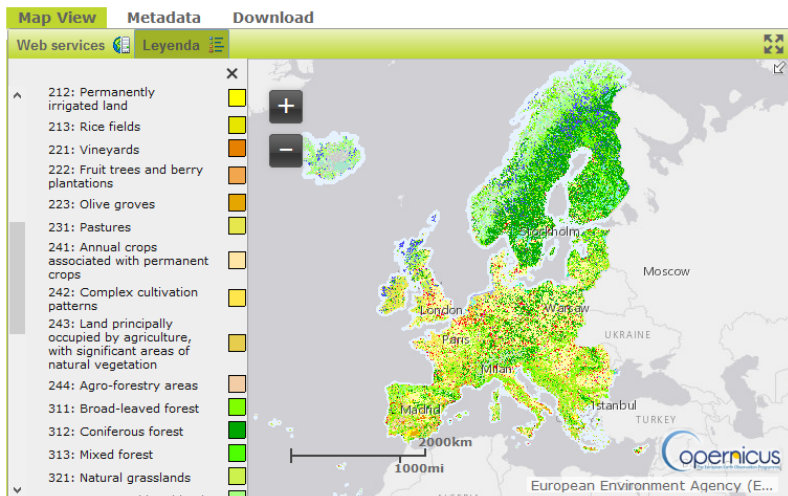 Map View Metadata Download
Web services Leyenda
212: Permanently
irrigated land
213: Rice fields
221: Vineyards
222: Fruit trees and berry
plantations
223: Olive groves
231: Pastures
241: Annual crops
associated with permanent
crops
242: Complex cultivation
patterns
243: Land principally
occupied by agriculture,
with significant areas of
natural vegetation
244: Agro-forestry areas
311: Broad-leaved forest
312: Coniferous forest
313: Mixed forest
321: Natural grasslands
Stockholm
Moscow
London
Warsaw
Paris
UKRAINE
Milan
Madrid
Istanbul
TURKEY
2000km
1000mi
opernicus
European Environment Agency (E...